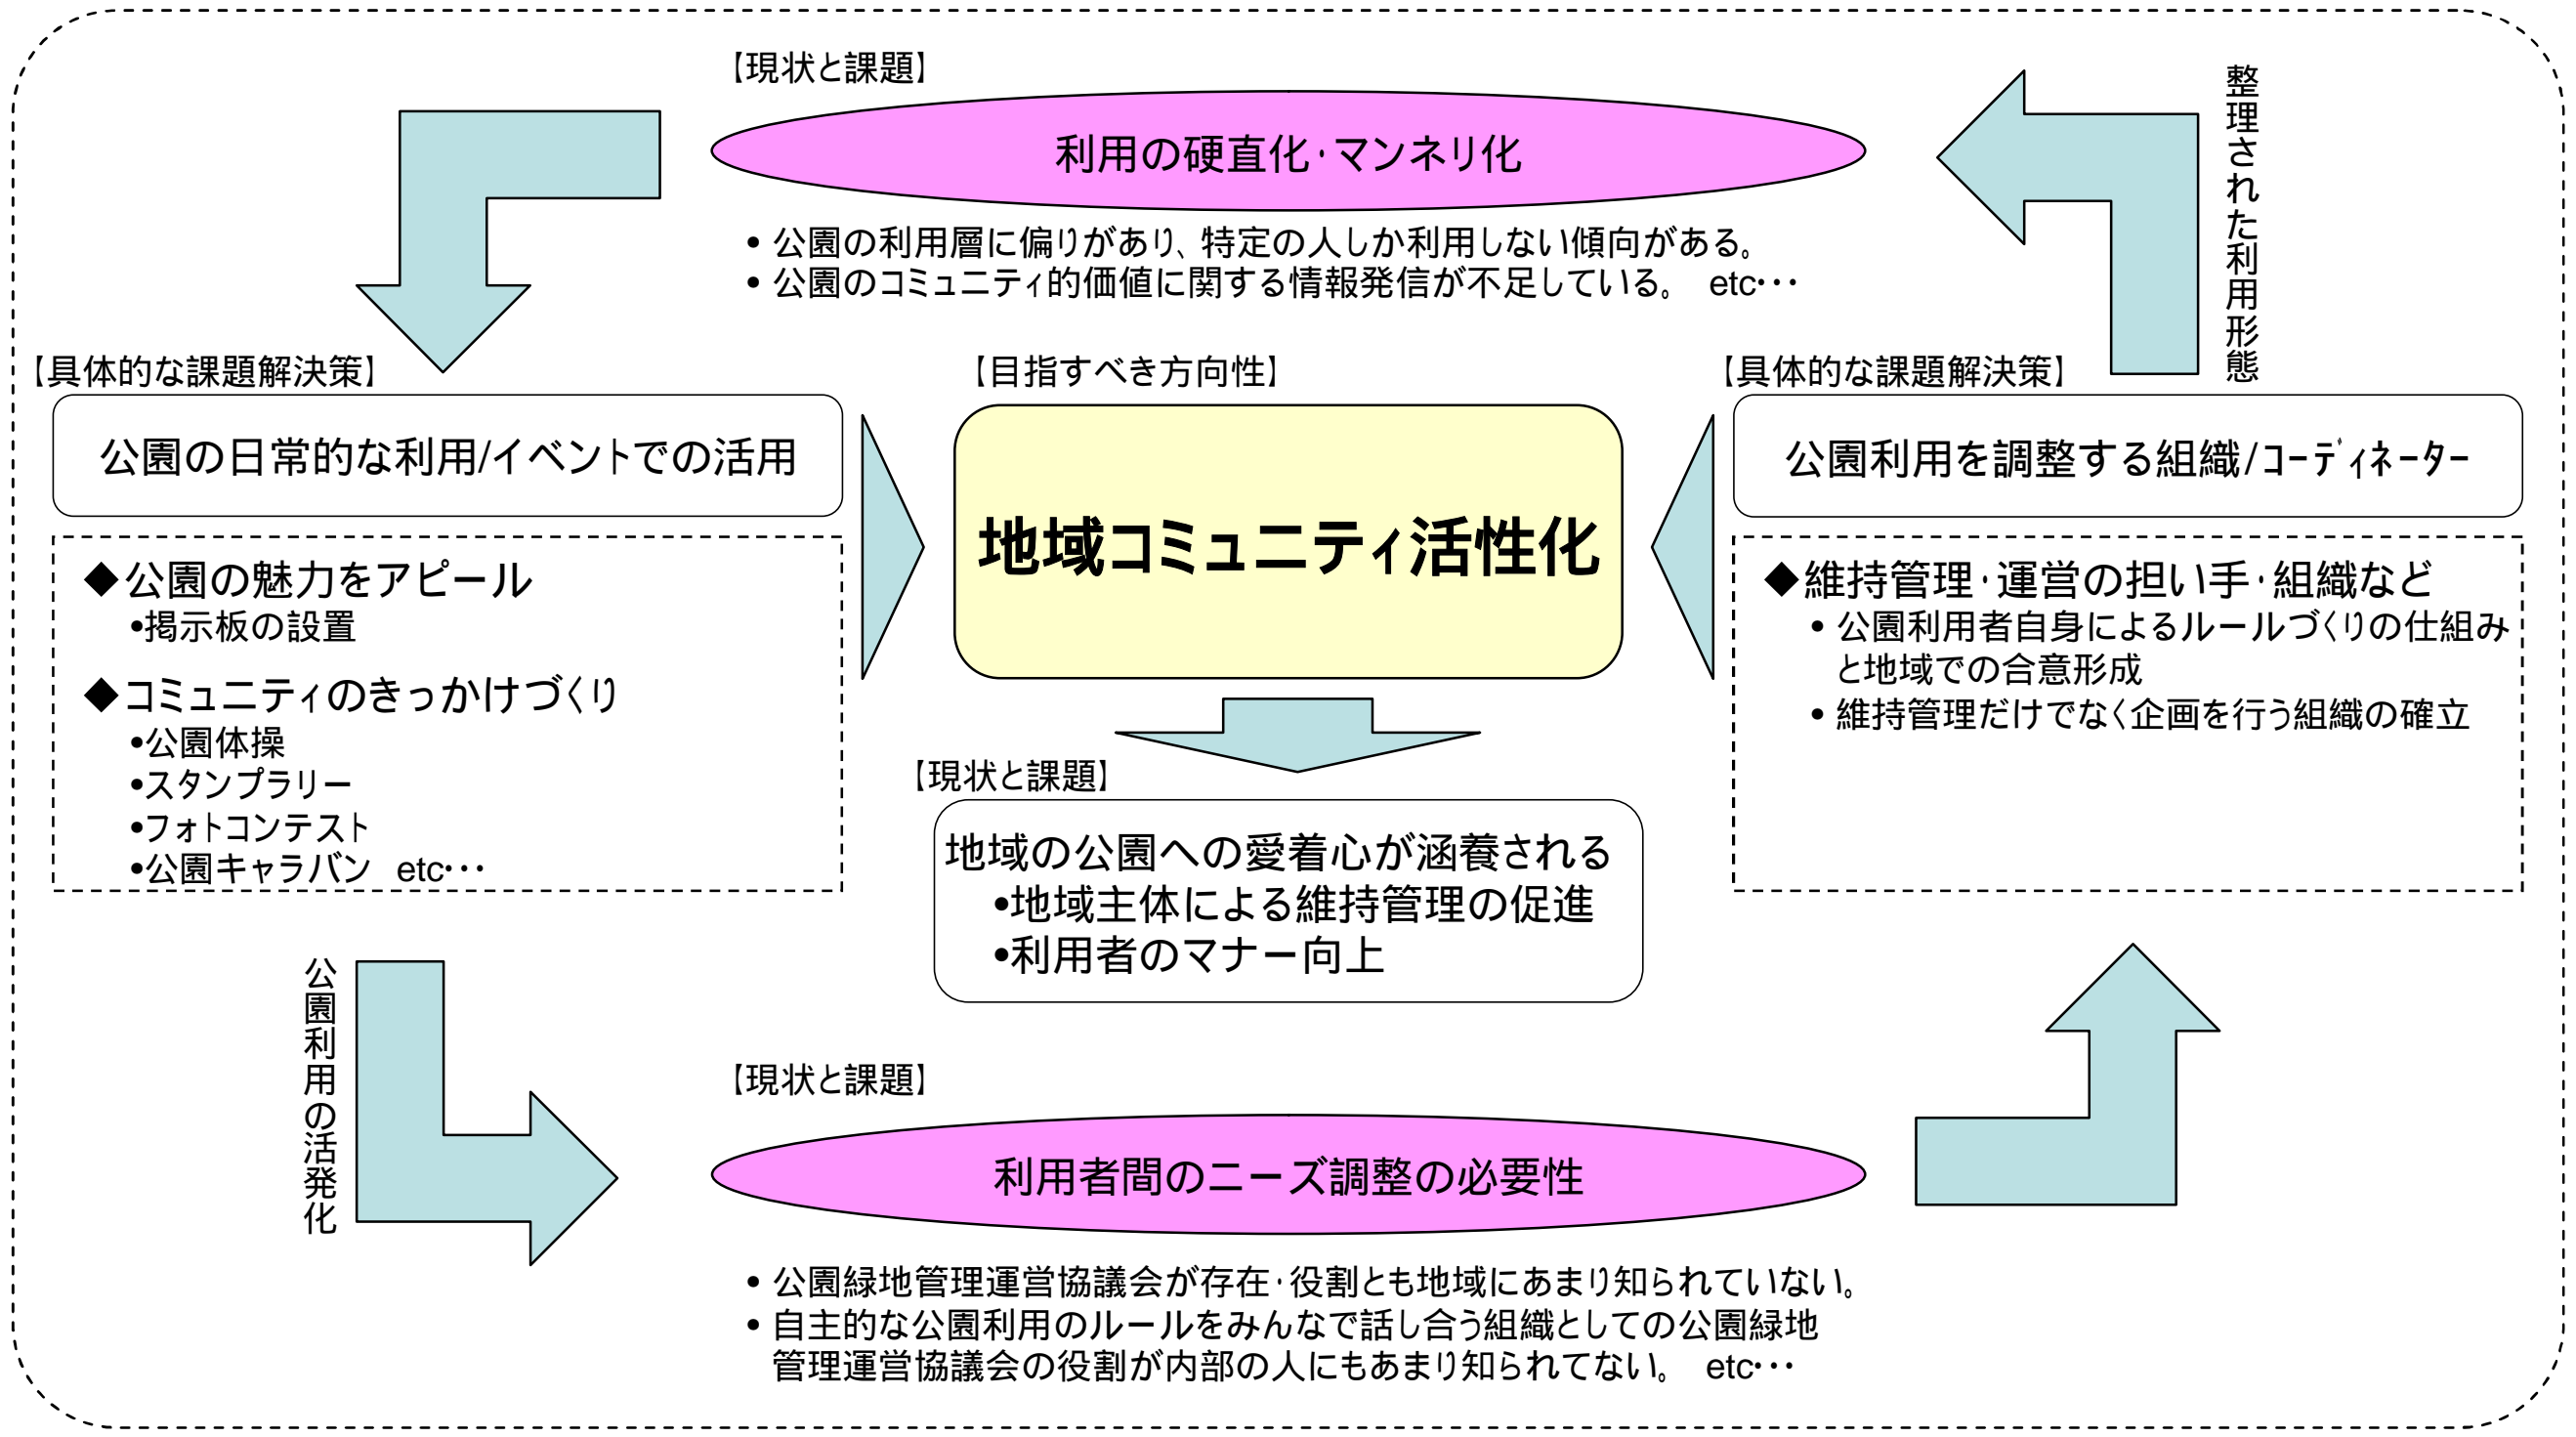 【現状と課題】
利用の硬直化・マンネリ化
• 公園の利用層に偏りがあり、特定の人しか利用しない傾向がある。
• 公園のコミュニティ的価値に関する情報発信が不足している。 etc･･･
整理された利用形態
【具体的な課題解決策】
公園の日常的な利用/イベントでの活用
◆公園の魅力をアピール
•掲示板の設置
◆コミュニティのきっかけづくり
•公園体操
•スタンプラリー
•フォトコンテスト
•公園キャラバン etc･･･
【目指すべき方向性】
地域コミュニティ活性化
【具体的な課題解決策】
公園利用を調整する組織/ｺｰﾃﾞｨﾈｰﾀｰ
◆維持管理・運営の担い手・組織など
• 公園利用者自身によるルールづくりの仕組み
と地域での合意形成
• 維持管理だけでなく企画を行う組織の確立
【現状と課題】
地域の公園への愛着心が涵養される
•地域主体による維持管理の促進
•利用者のマナー向上
公園利用の活発化
【現状と課題】
利用者間のニーズ調整の必要性
• 公園緑地管理運営協議会が存在・役割とも地域にあまり知られていない。
• 自主的な公園利用のルールをみんなで話し合う組織としての公園緑地
管理運営協議会の役割が内部の人にもあまり知られてない。 etc･･･